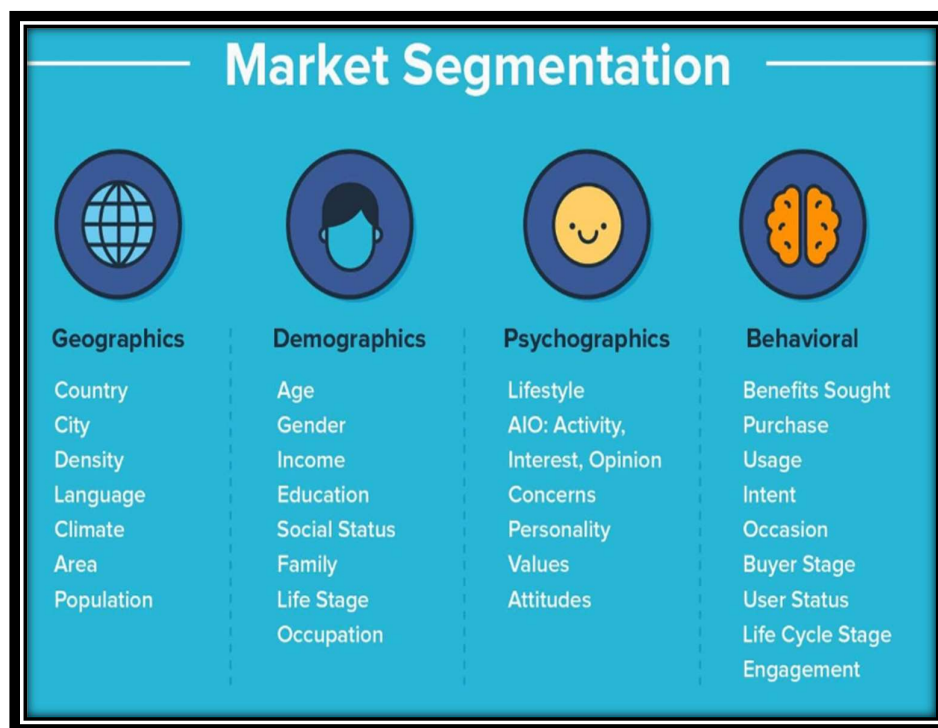 Market Segmentation
Geographics
Country
City
Density
Language
Climate
Area
Population
Demographics
Age
Gender
Income
Education
Social Status
Family
Life Stage
Occupation
Psychographics
Lifestyle
AIO: Activity,
Interest, Opinion
Concerns
Personality
Values
Attitudes
Behavioral
Benefits Sought
Purchase
Usage
Intent
Occasion
Buyer Stage
User Status
Life Cycle Stage
Engagement